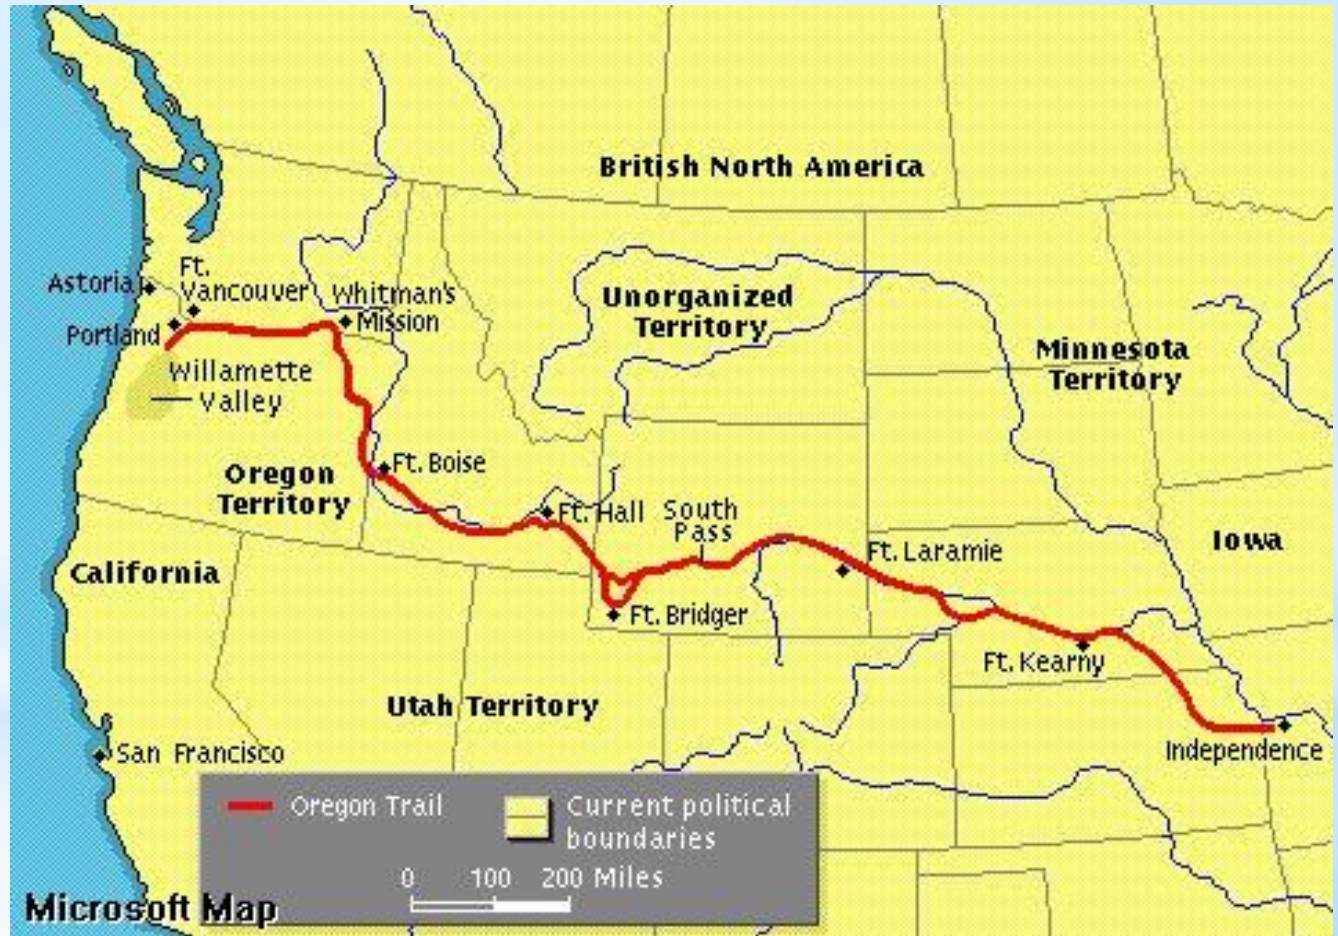 British North America
Ft.
Vancouver
Astoria
Whitman's
Mission
Portland
Unorganized
Territory
Minnesota
Territory
Willamette
Valley
Oregon
Territory
Ft. Boise
Ft. Hall
South
Pass
Ft. Laramie
Iowa
California
Ft. Bridger
Ft. Kearny
Utah Territory
San Francisco
Independence
Oregon Trail
Current political
boundaries
0 100 200 Miles
Microsoft Map